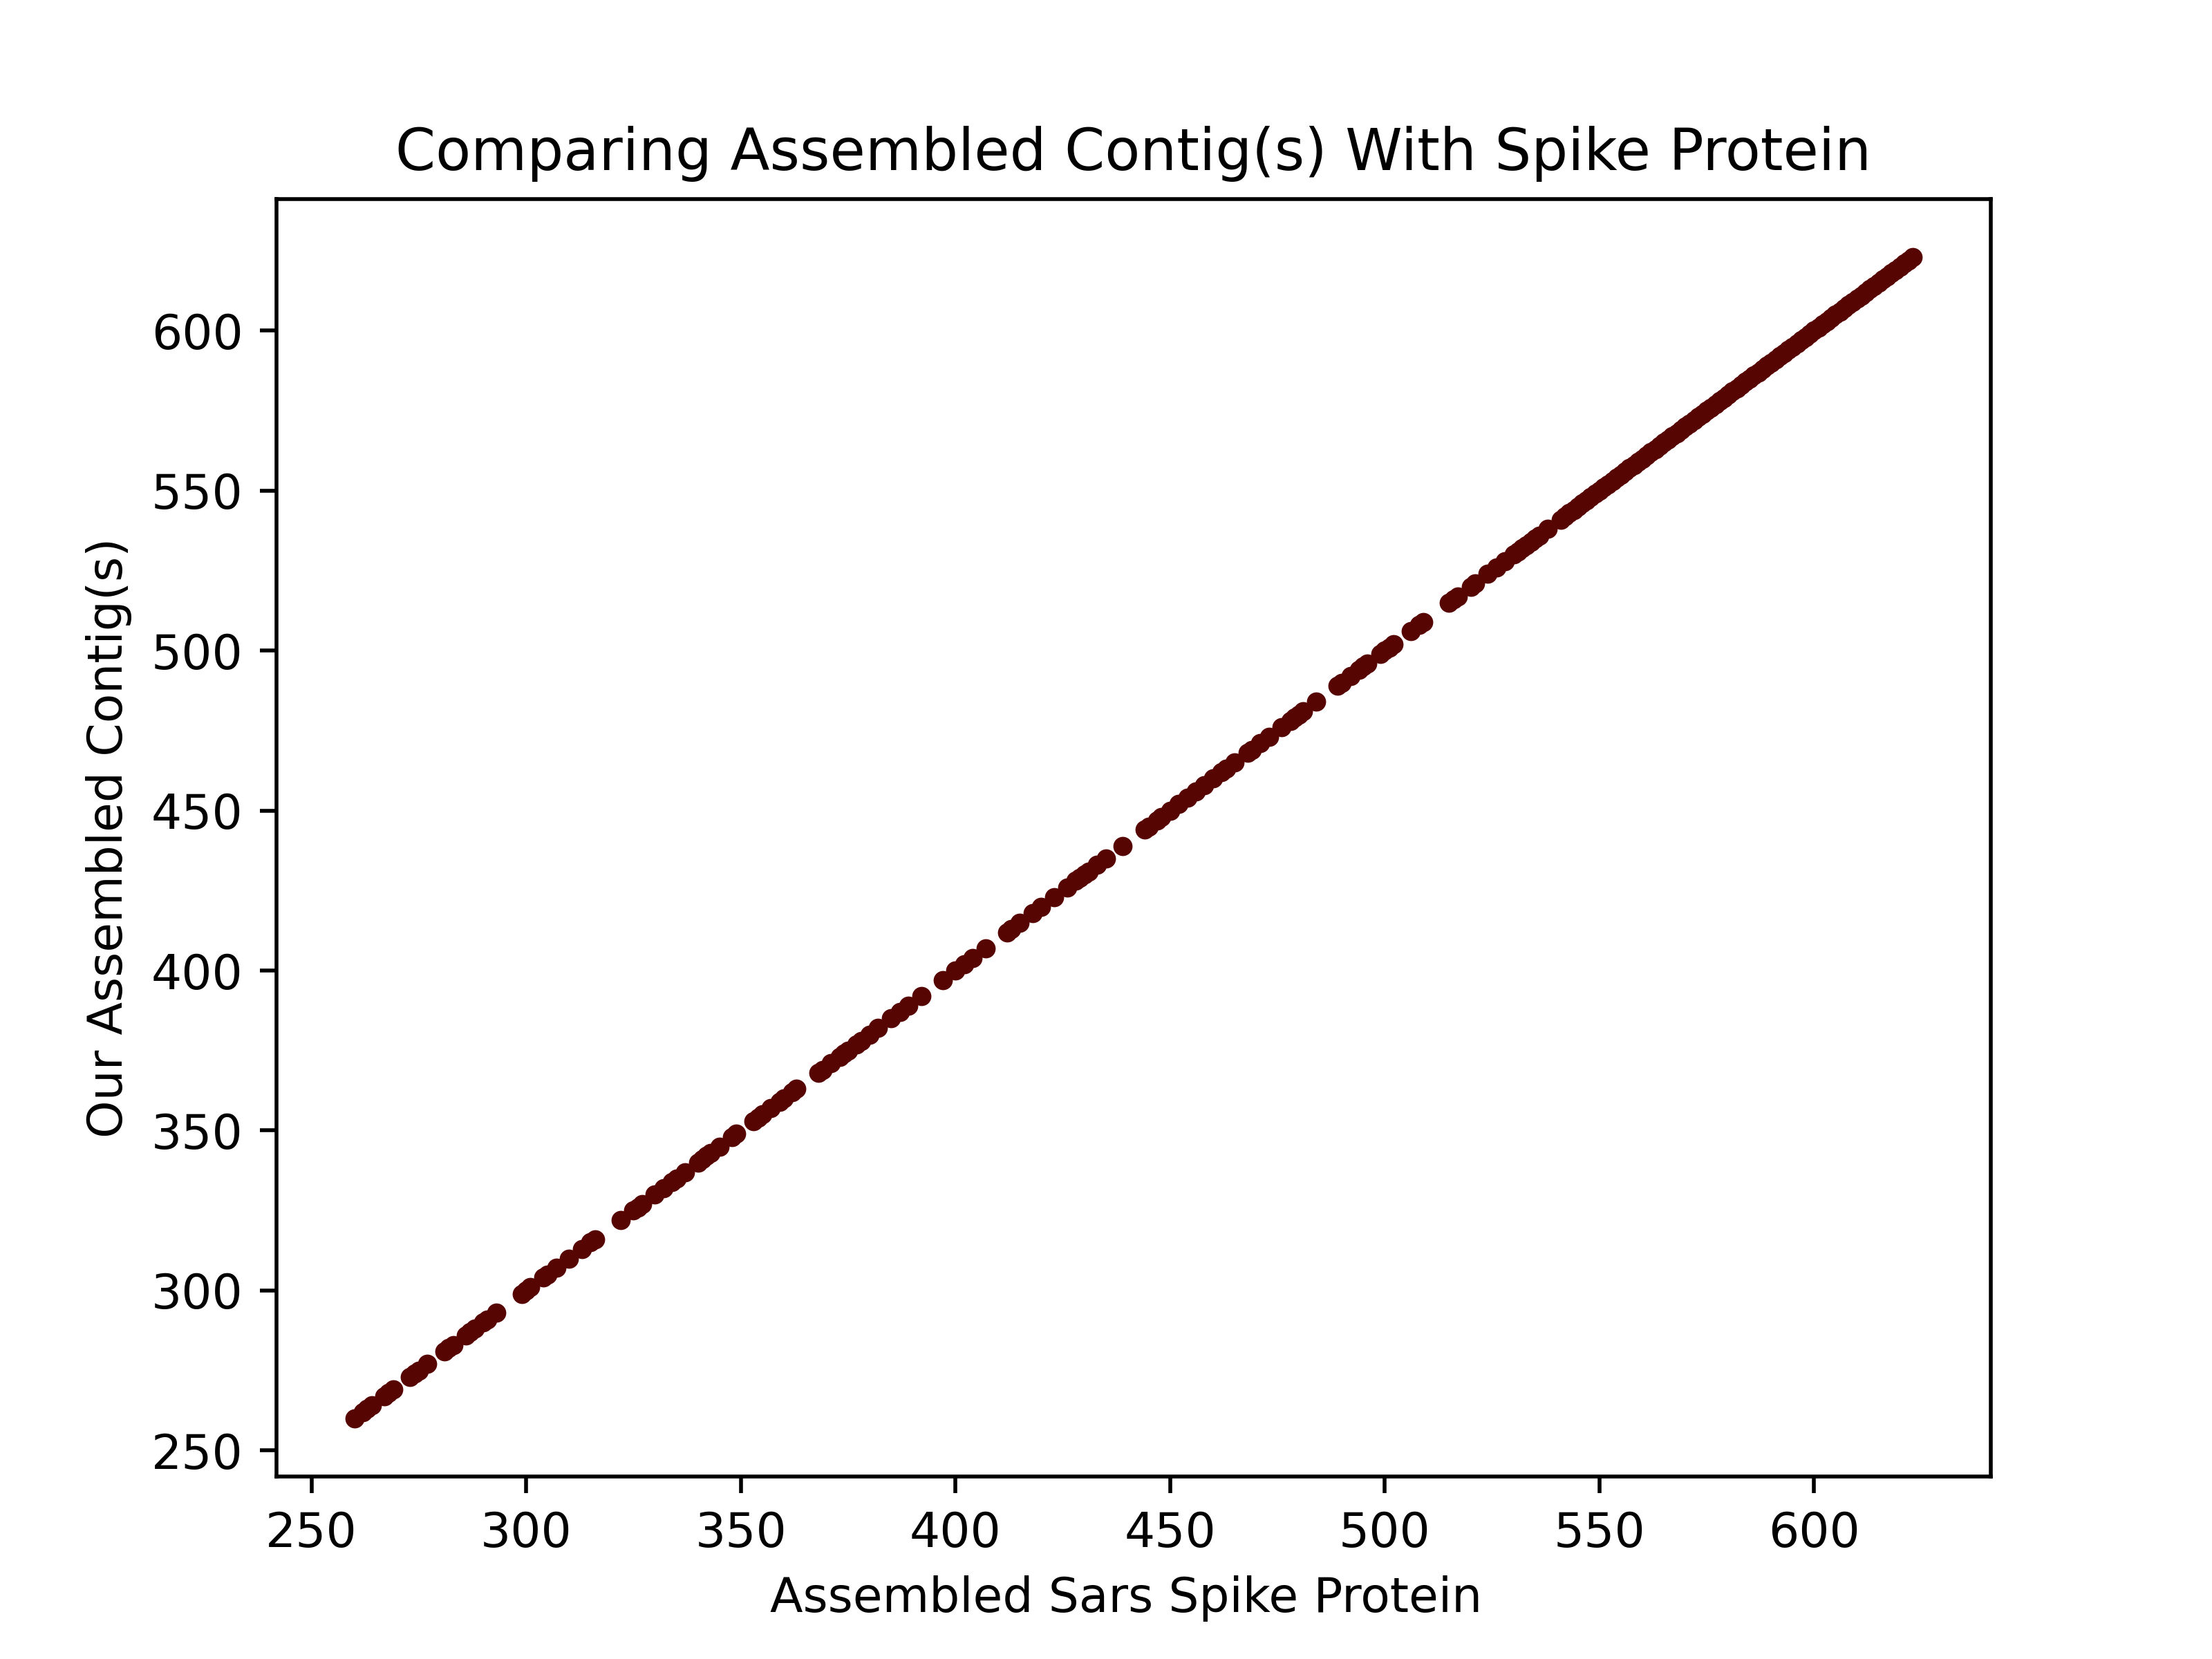 Comparing Assembled Contig(s) With Spike Protein
Our Assembled Contig(s)
600
550
500
450
400
350
300
250
250 300 350 400 450 500 550 600
Assembled Sars Spike Protein